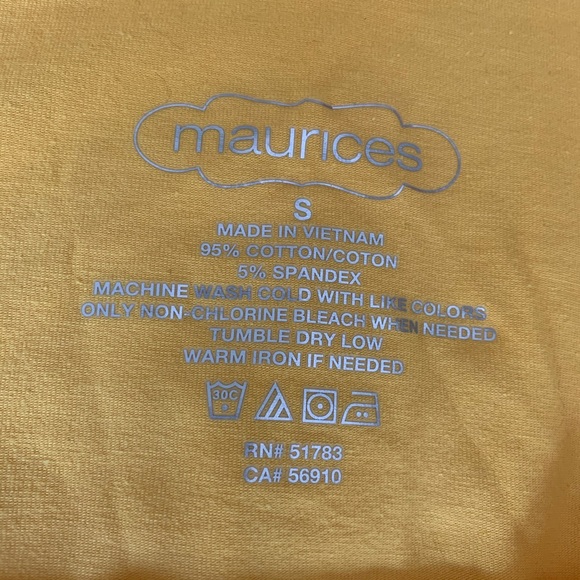 maurices
S
MADE IN VIETNAM
95% COTTON/COTON
5% SPANDEX
MACHINE WASH COLD WITH LIKE COLORS
ONLY NON-CHLORINE BLEACH WHEN NEEDED
TUMBLE DRY LOW
WARM IRON IF NEEDED
30C
RN# 51783
CA# 56910